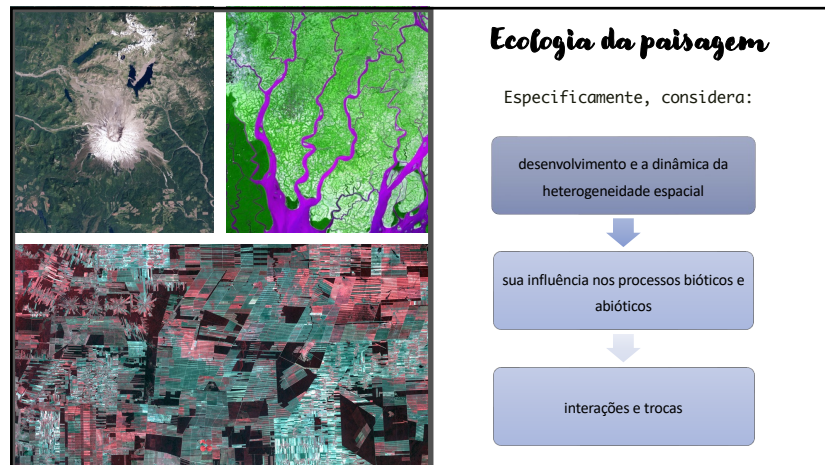 Ecologia da paisagem
Especificamente, considera:
desenvolvimento e a dinâmica da
heterogeneidade espacial
sua influência nos processos bióticos e
abióticos
interações e trocas